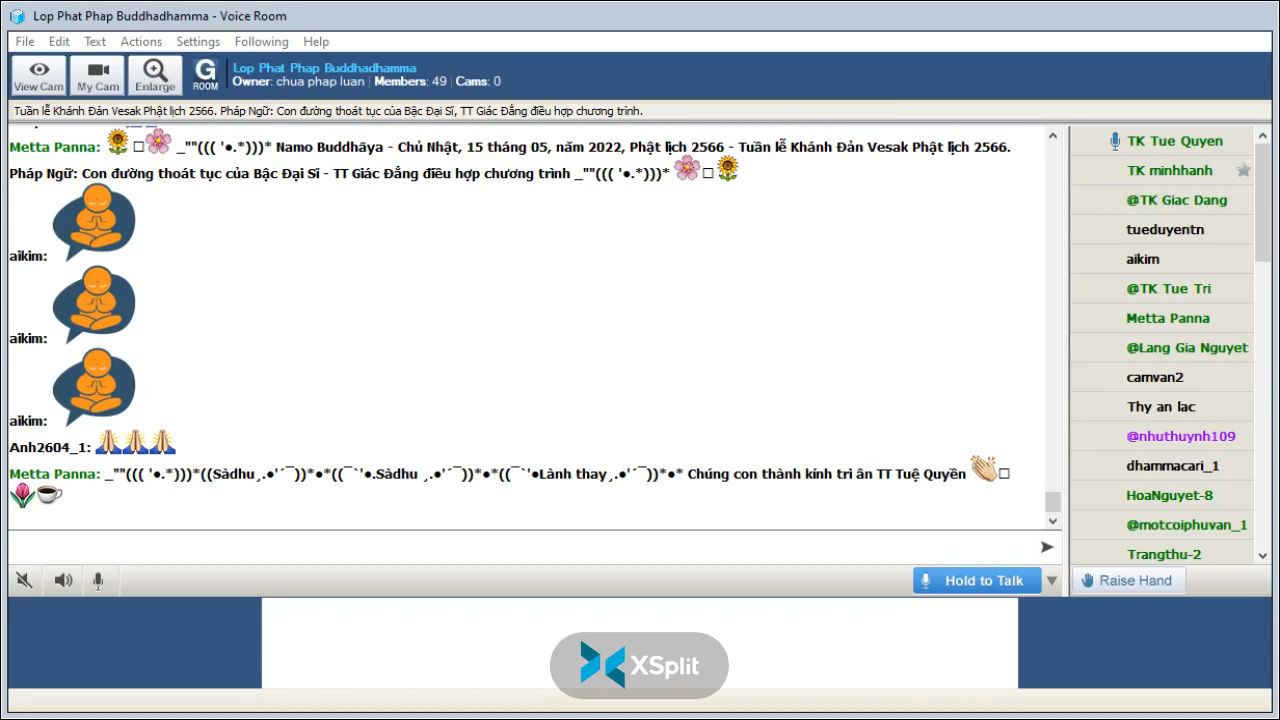 Lop Phat Phap Buddhadhamma - Voice Room
File Edit Text Actions Settings Following Help
View Cam
My Cam
Enlarge
G
ROOM
Lop Phat Phap Buddhadhamma
Owner: chua phap luan | Members: 49 | Cams: 0
Tuần lễ Khánh Đản Vesak Phật lịch 2566. Pháp Ngữ: Con đường thoát tục của Bậc Đại Sĩ, TT Giác Đẳng điều hợp chương trình.
Metta Panna: 🌻□🌸 _""((( '●.*)))* Namo Buddhāya - Chủ Nhật, 15 tháng 05, năm 2022, Phật lịch 2566 - Tuần lễ Khánh Đản Vesak Phật lịch 2566.
Pháp Ngữ: Con đường thoát tục của Bậc Đại Sĩ - TT Giác Đẳng điều hợp chương trình _""((( '●.*)))* 🌸□🌻
aikim:
aikim:
aikim:
Anh2604_1: 🙏🙏🙏
Metta Panna: _""((( '●.*)))*((Sàdhu¸.●'´¯))*●*((¯`'●.Sàdhu ¸.●'´¯))*●*((¯`'●Lành thay¸.●'´¯))*●* Chúng con thành kính tri ân TT Tuệ Quyền 👏□
🌷☕
Hold to Talk
TK Tue Quyen
TK minhhanh
@TK Giac Dang
tueduyentn
aikim
@TK Tue Tri
Metta Panna
@Lang Gia Nguyet
camvan2
Thy an lac
@nhuthuynh109
dhammacari_1
HoaNguyet-8
@motcoiphuvan_1
Trangthu-2
Raise Hand
XSplit